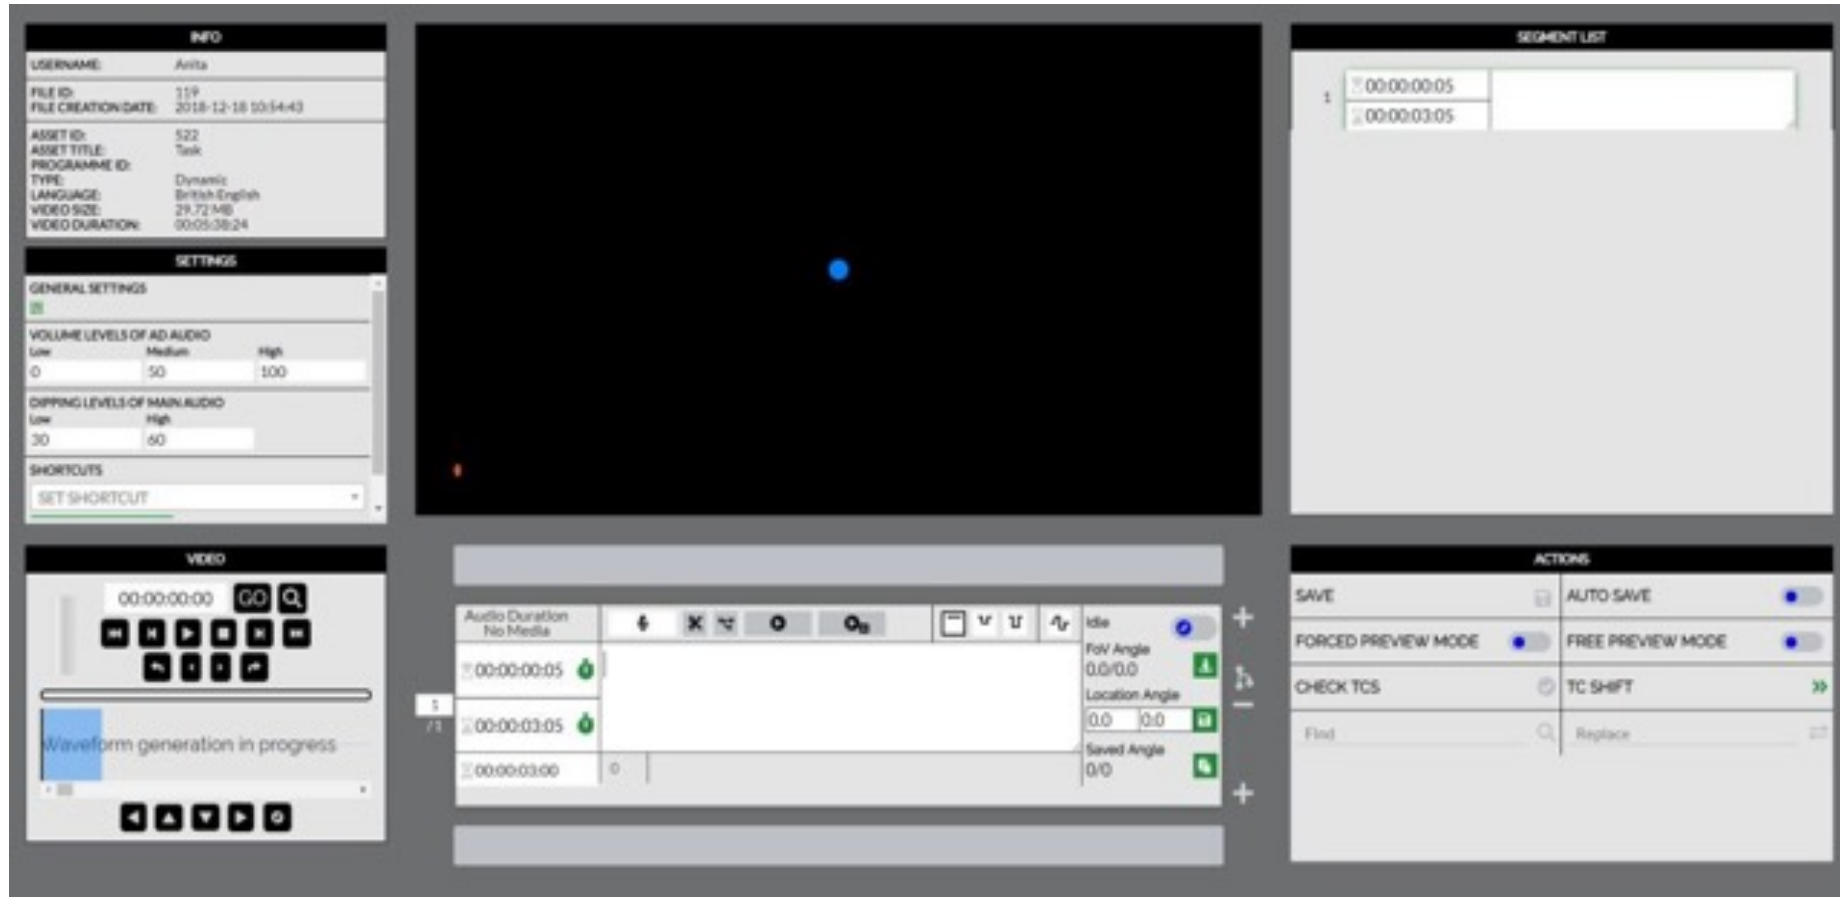 INFO
USERNAME: Anita
FILE ID: 119
FILE CREATION DATE: 2018-12-18 10:54:43
ASSET ID: 522
ASSET TITLE: Task
PROGRAMME ID:
TYPE: Dynamic
LANGUAGE: British English
VIDEO SIZE: 29.72 MB
VIDEO DURATION: 00:05:38:24
SETTINGS
GENERAL SETTINGS
VOLUME LEVELS OF AD AUDIO
Low Medium High
0 50 100
DIPPING LEVELS OF MAIN AUDIO
Low High
30 60
SHORTCUTS
SET SHORTCUT
VIDEO
00:00:00:00 GO
Waveform generation in progress
Audio Duration
No Media
00:00:00:05
00:00:03:05
00:00:03:00
0
1
/1
Idle
FoV Angle
0.0/0.0
Location Angle
0.0 0.0
Saved Angle
0/0
SEGMENT LIST
1
00:00:00:05
00:00:03:05
ACTIONS
SAVE AUTO SAVE
FORCED PREVIEW MODE FREE PREVIEW MODE
CHECK TCS TC SHIFT
Find Replace